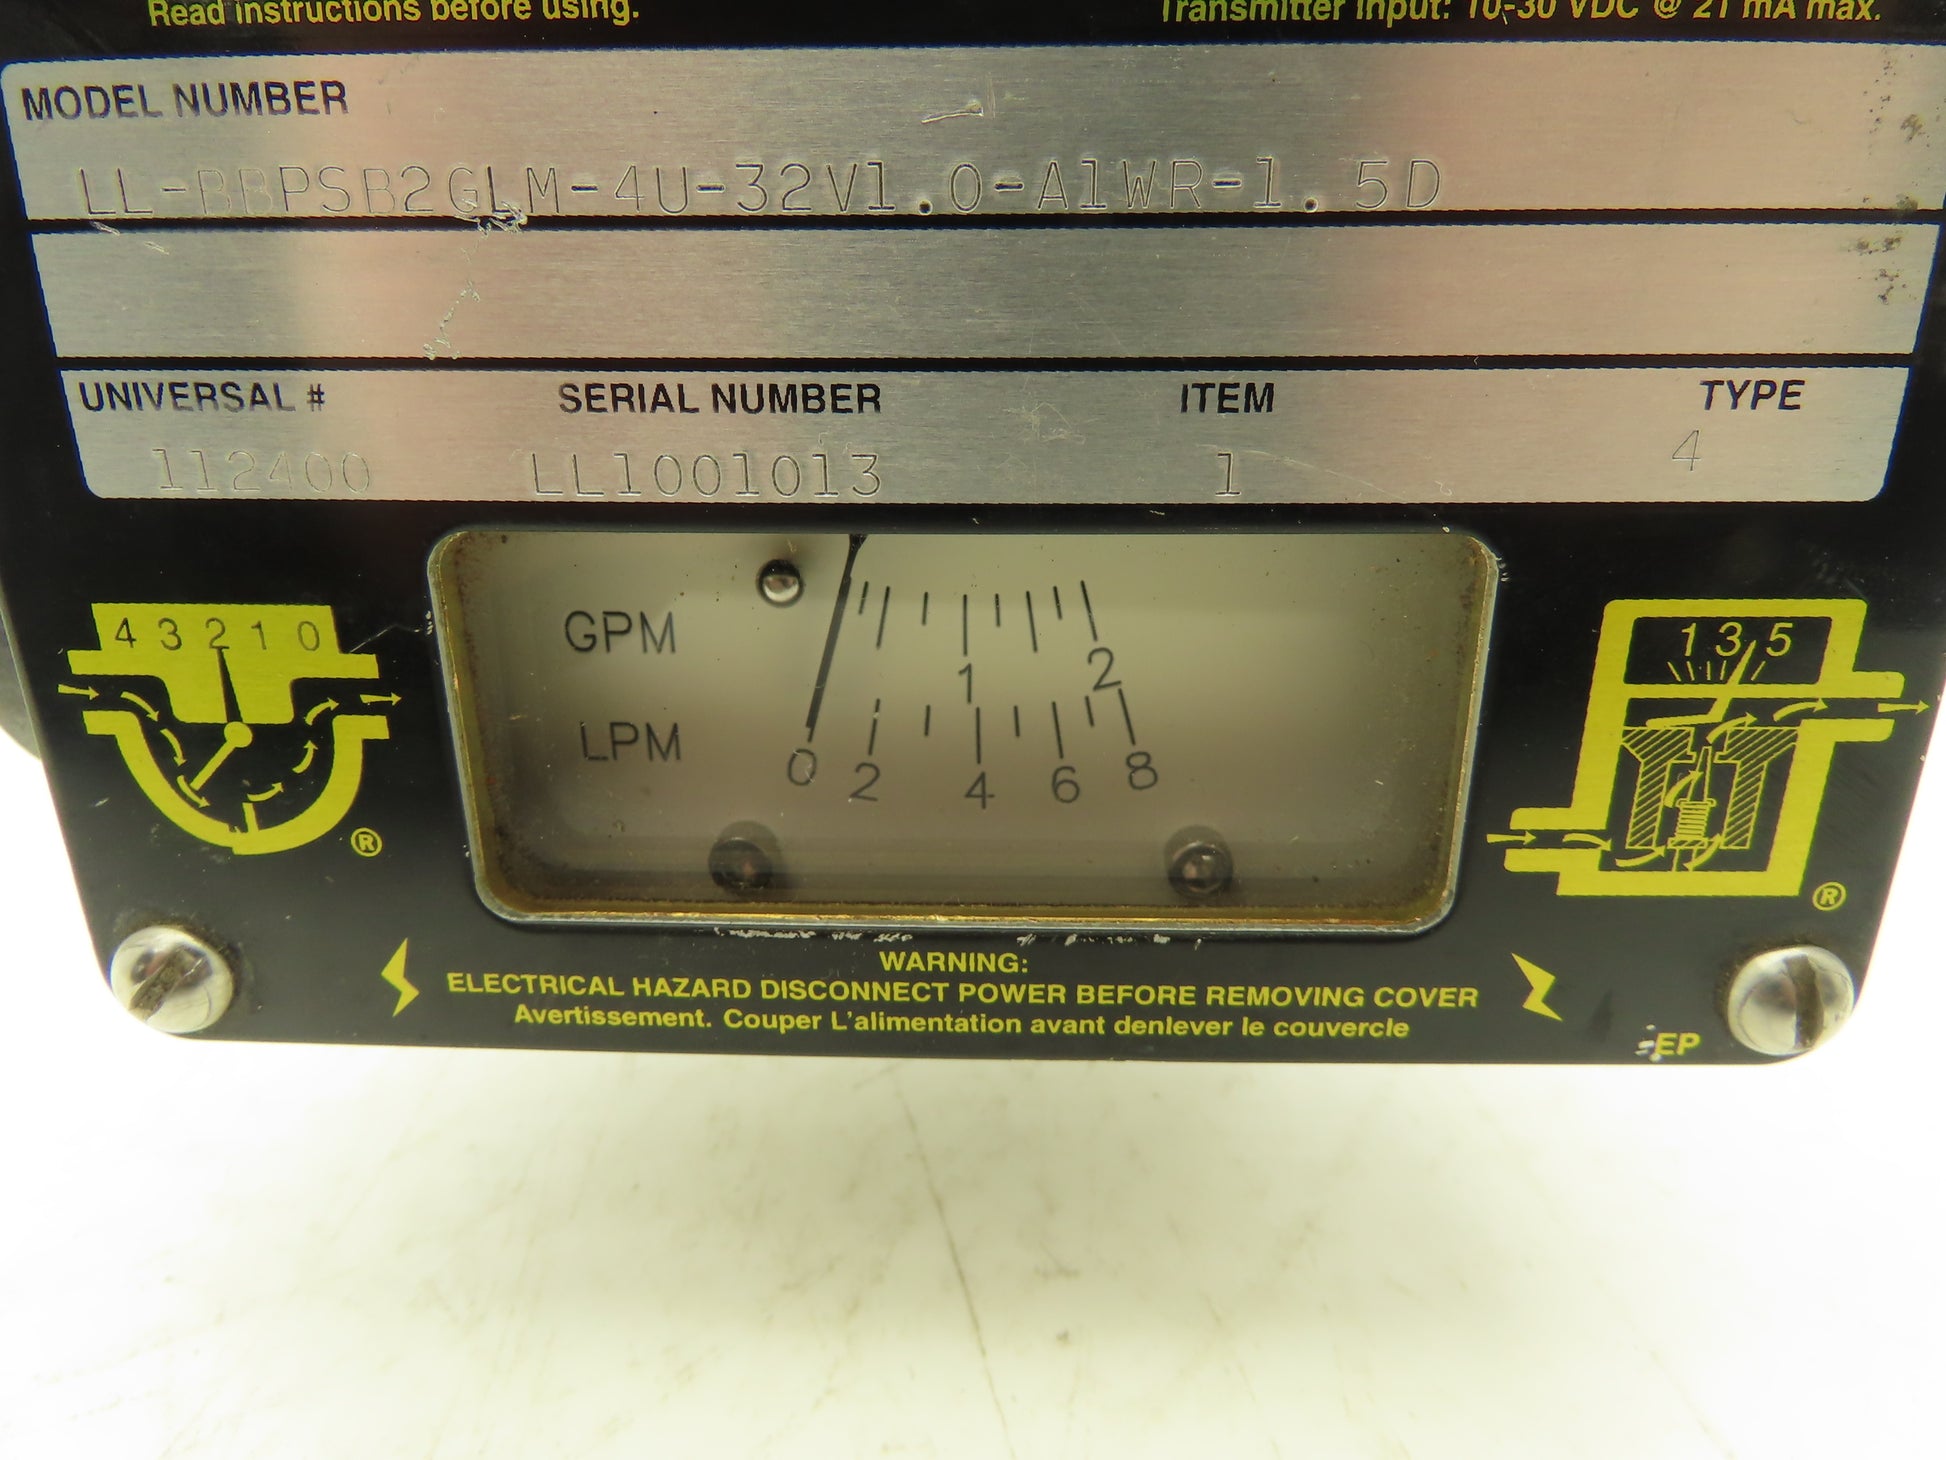 Read instructions before using.
Transmitter Input: 10-30 VDC @ 21 mA max.
MODEL NUMBER
LL-BBPSB2GLM-4U-32V1.0-A1WR-1.5D
UNIVERSAL # SERIAL NUMBER ITEM TYPE
112400 LL1001013 1 4
GPM
1 2
LPM
0 2 4 6 8
4 3 2 1 0
®
1 3 5
®
WARNING:
ELECTRICAL HAZARD DISCONNECT POWER BEFORE REMOVING COVER
Avertissement. Couper L'alimentation avant denlever le couvercle
EP